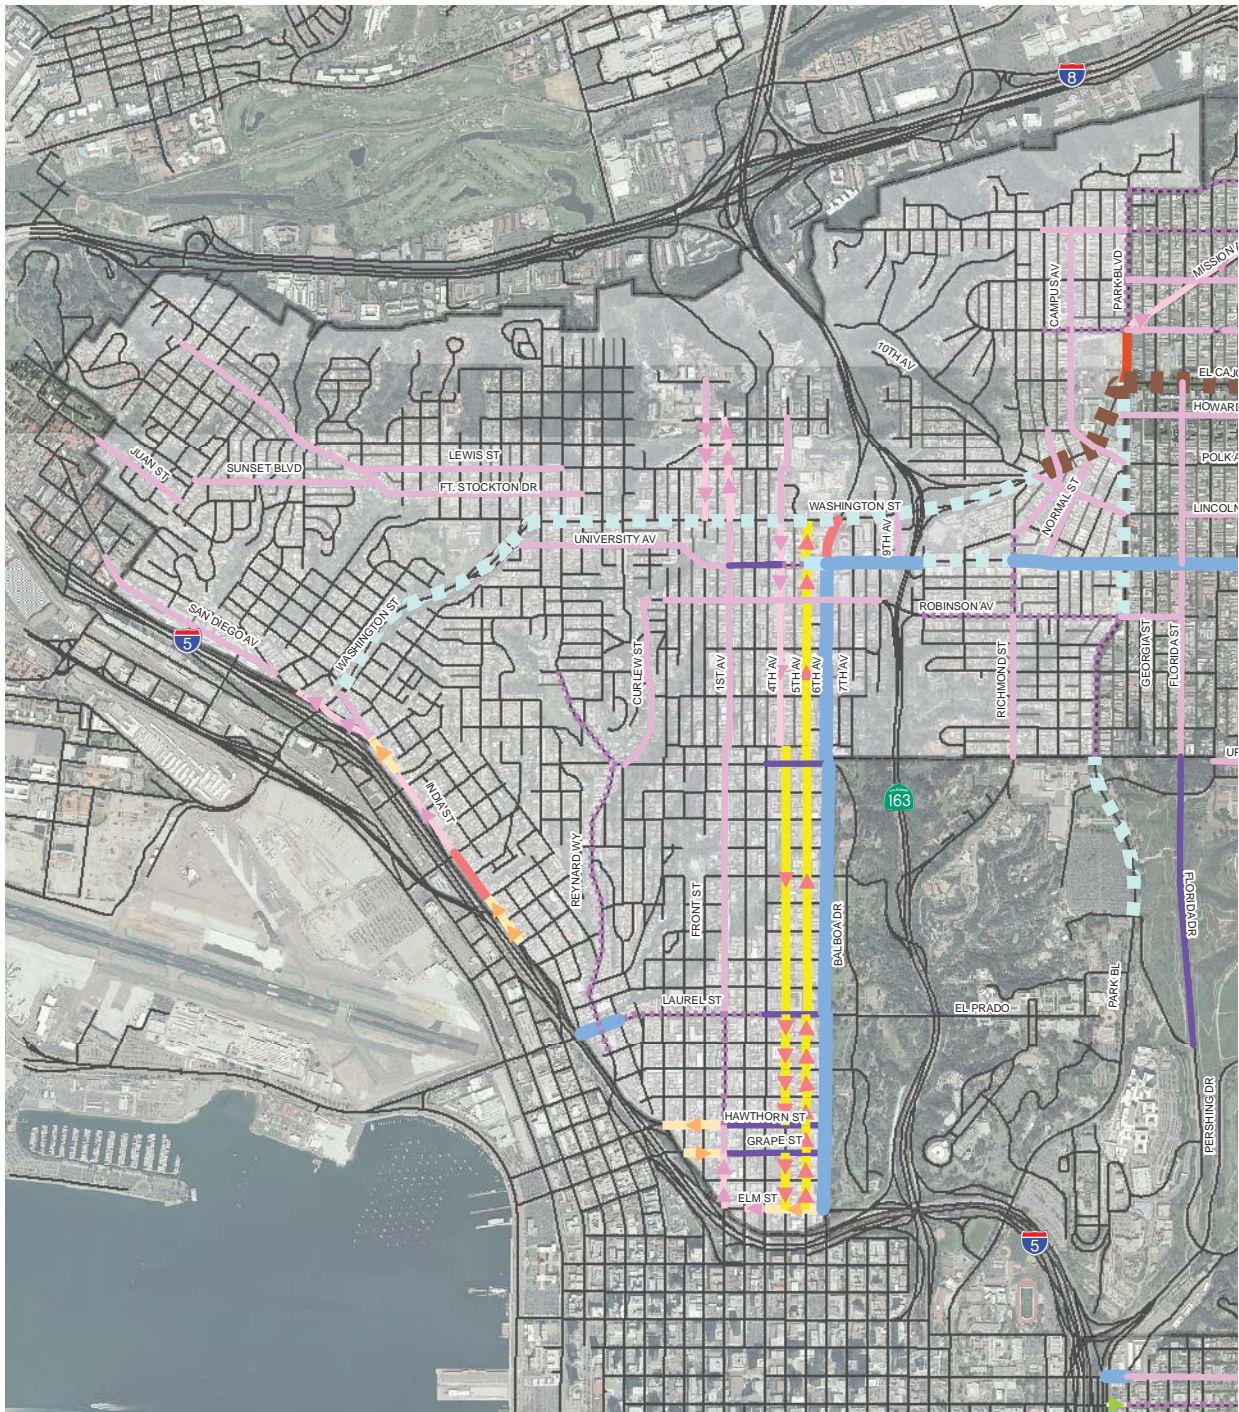 8
MISSION A
CAMPUS AV
PARK BLVD
10TH AV
EL CAJO
HOWARD
JUAN ST.
SUNSET BLVD
LEWIS ST
FT. STOCKTON DR
POLK A
WASHINGTON ST
NORMAL ST
LINCOLN
UNIVERSITY AV
9TH AV
SAN DIEGO AV
5
WASHINGTON ST
ROBINSON AV
CURLEW ST
1ST AV
4TH AV
5TH AV
6TH AV
7TH AV
RICHMOND ST
GEORGIA ST
FLORIDA ST
UP
INDIA ST
CALIFORNIA
163
REYNARD WY
FRONT ST
BALBOA DR
FLORIDA DR
LAUREL ST
EL PRADO
PARK BL
HAWTHORN ST
GRAPE ST
PERSHING DR
ELM ST
5